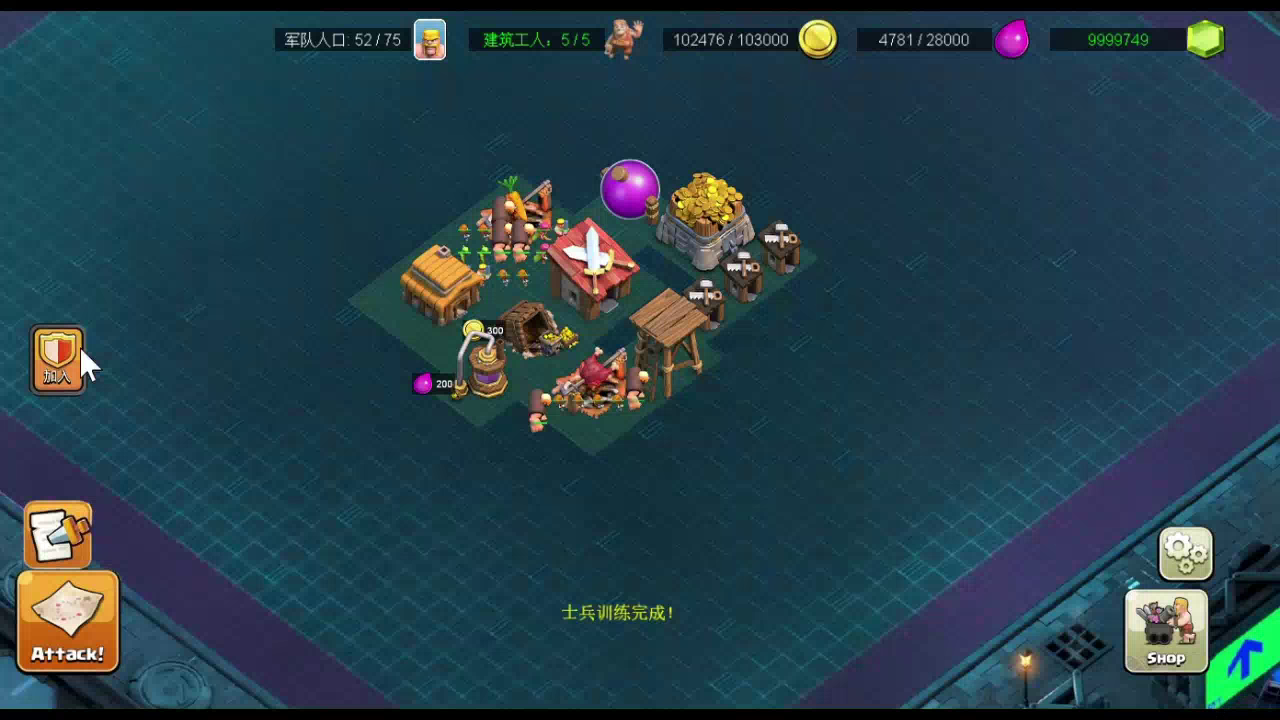 军队人口: 52 / 75
建筑工人: 5 / 5
102476 / 103000
4781 / 28000
9999749
300
200
加入
士兵训练完成!
Attack!
SHOP